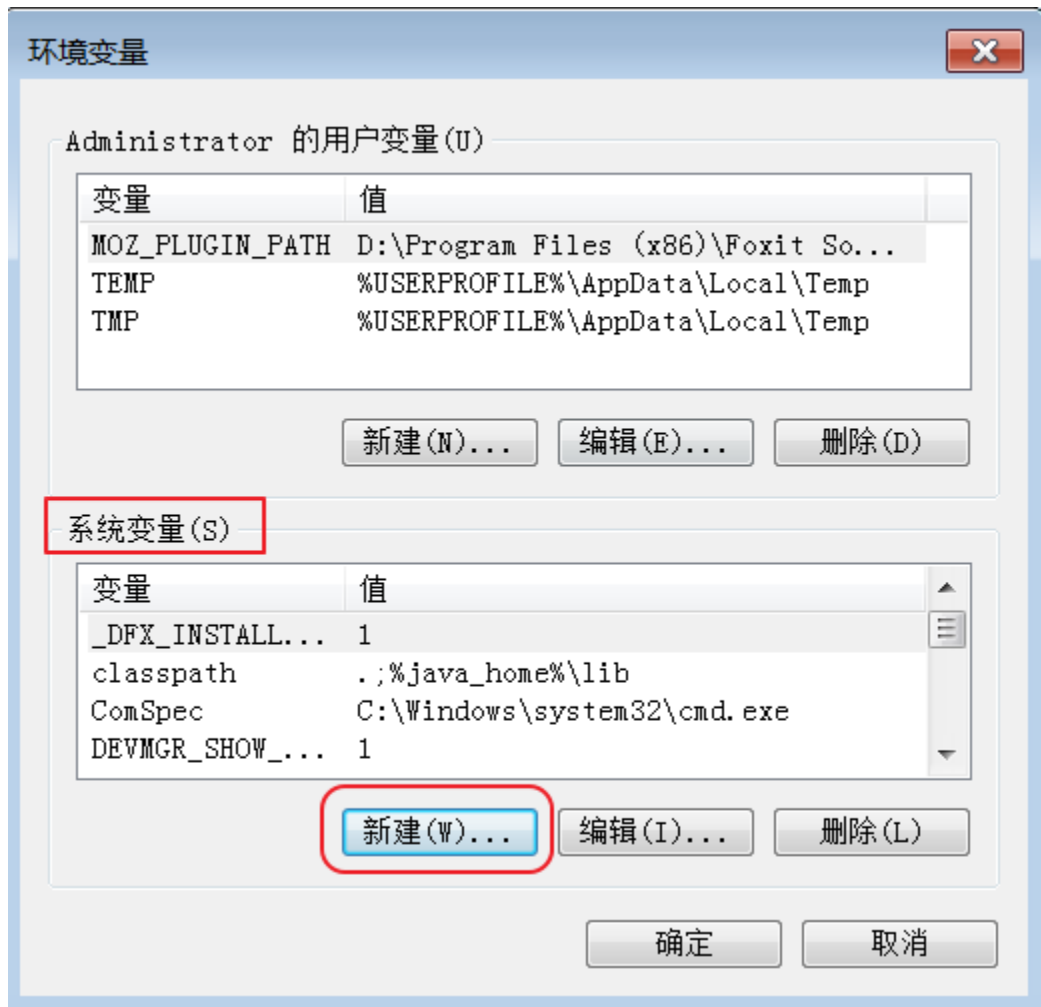 环境变量
Administrator 的用户变量(U)
变量 值
MOZ_PLUGIN_PATH D:\Program Files (x86)\Foxit So...
TEMP %USERPROFILE%\AppData\Local\Temp
TMP %USERPROFILE%\AppData\Local\Temp
新建(N)... 编辑(E)... 删除(D)
系统变量(S)
变量 值
_DFX_INSTALL... 1
classpath .;%java_home%\lib
ComSpec C:\Windows\system32\cmd.exe
DEVMGR_SHOW_... 1
新建(W)... 编辑(I)... 删除(L)
确定 取消